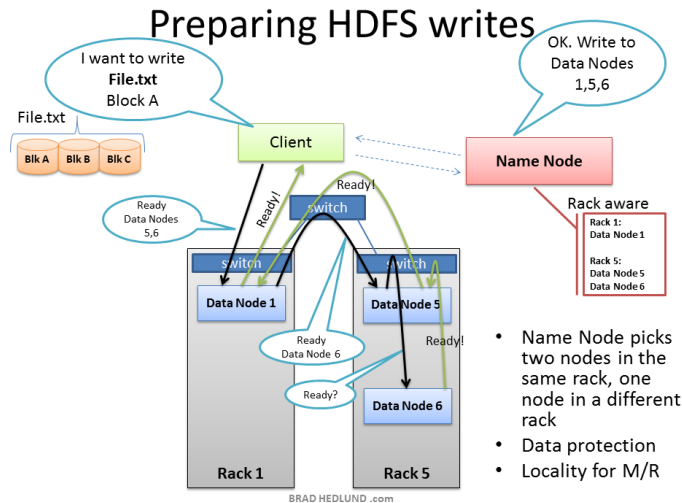 Preparing HDFS writes
I want to write
File.txt
Block A
OK. Write to
Data Nodes
1,5,6
File.txt
Blk A
Blk B
Blk C
Client
Name Node
Ready!
Ready!
Ready
Data Nodes
5,6
switch
Rack aware
Rack 1:
Data Node 1
Rack 5:
Data Node 5
Data Node 6
switch
switch
Data Node 1
Data Node 5
Ready
Data Node 6
Ready!
Ready?
Data Node 6
Rack 1
Rack 5
• Name Node picks
two nodes in the
same rack, one
node in a different
rack
• Data protection
• Locality for M/R
BRAD HEDLUND .com